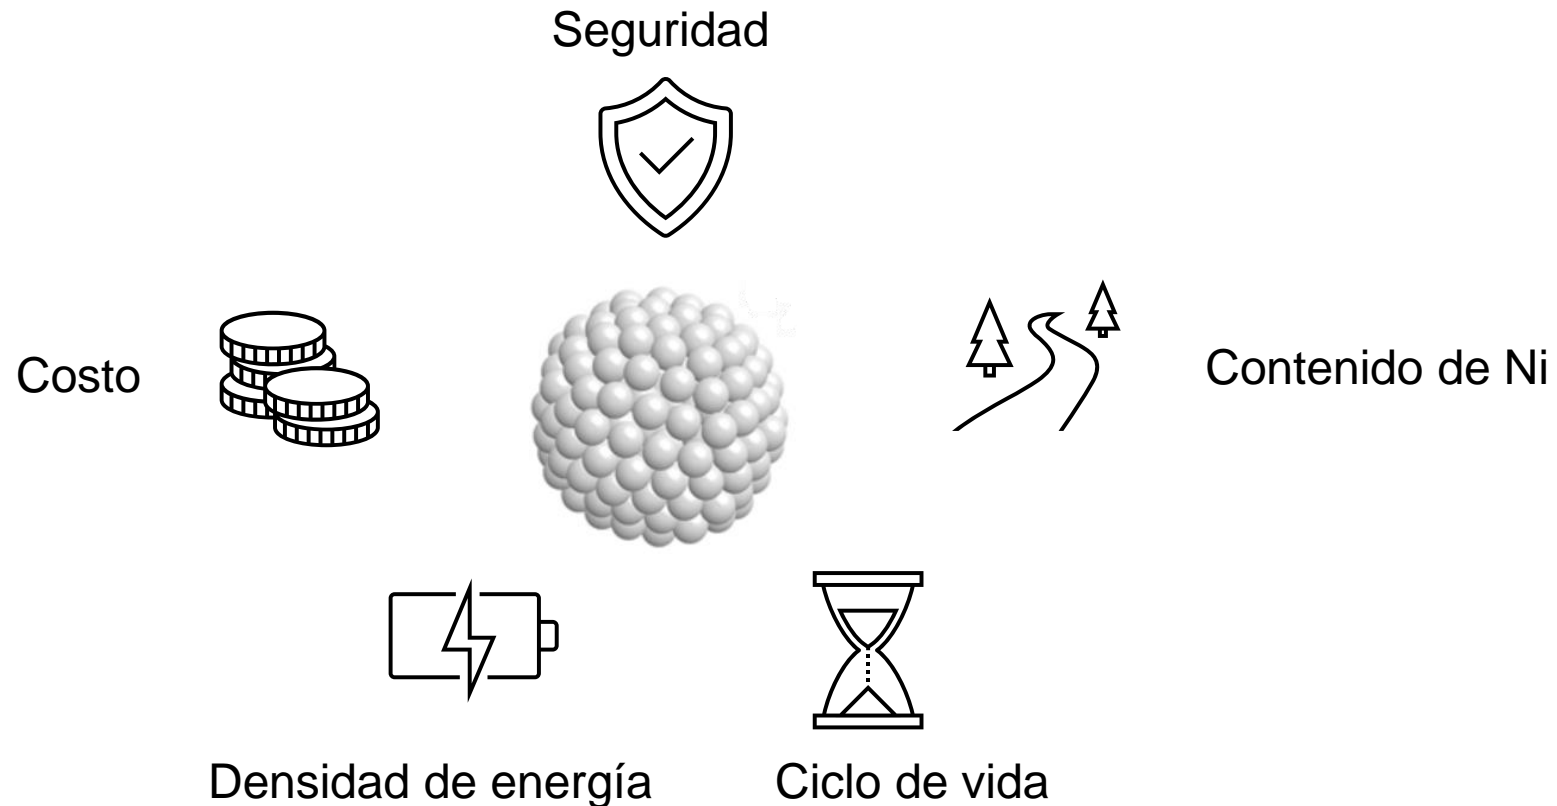 Seguridad
Costo
Contenido de Ni
Densidad de energía
Ciclo de vida